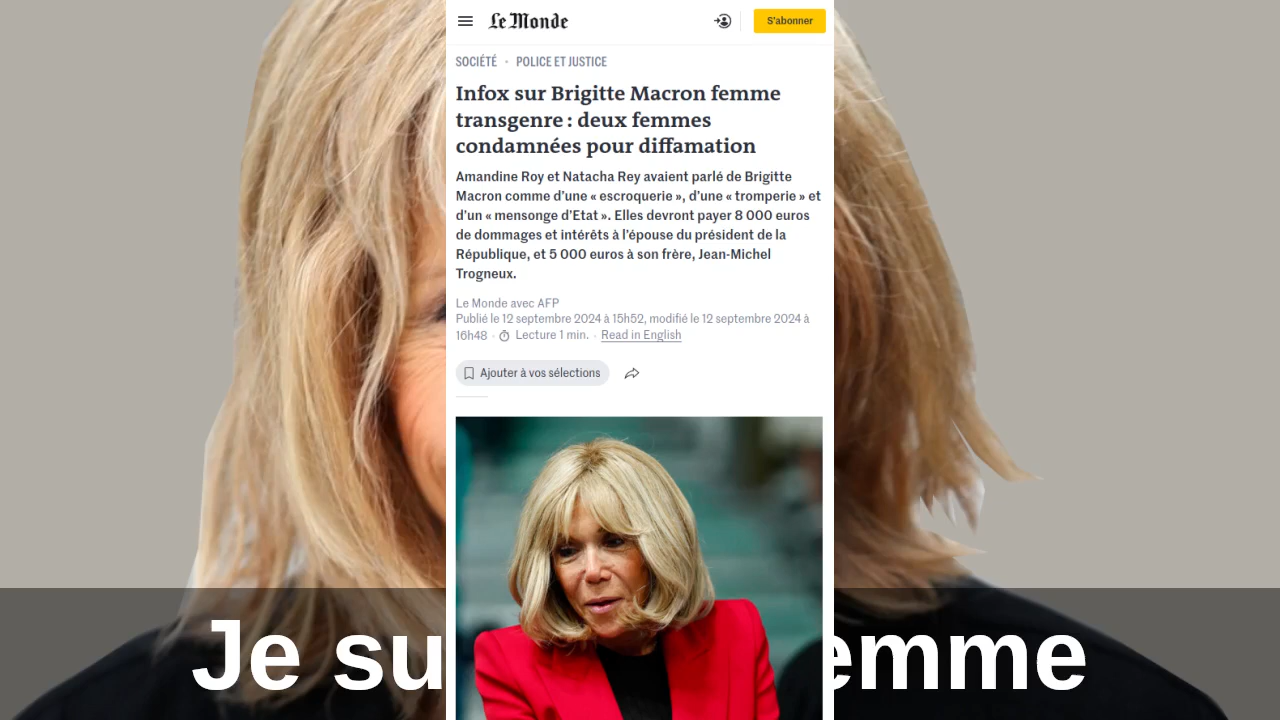 Le Monde
S'abonner
SOCIÉTÉ · POLICE ET JUSTICE
Infox sur Brigitte Macron femme
transgenre : deux femmes
condamnées pour diffamation
Amandine Roy et Natacha Rey avaient parlé de Brigitte
Macron comme d'une « escroquerie », d'une « tromperie » et
d'un « mensonge d'Etat ». Elles devront payer 8 000 euros
de dommages et intérêts à l'épouse du président de la
République, et 5 000 euros à son frère, Jean-Michel
Trogneux.
Le Monde avec AFP
Publié le 12 septembre 2024 à 15h52, modifié le 12 septembre 2024 à
16h48 · Lecture 1 min. · Read in English
Ajouter à vos sélections
Je su emme